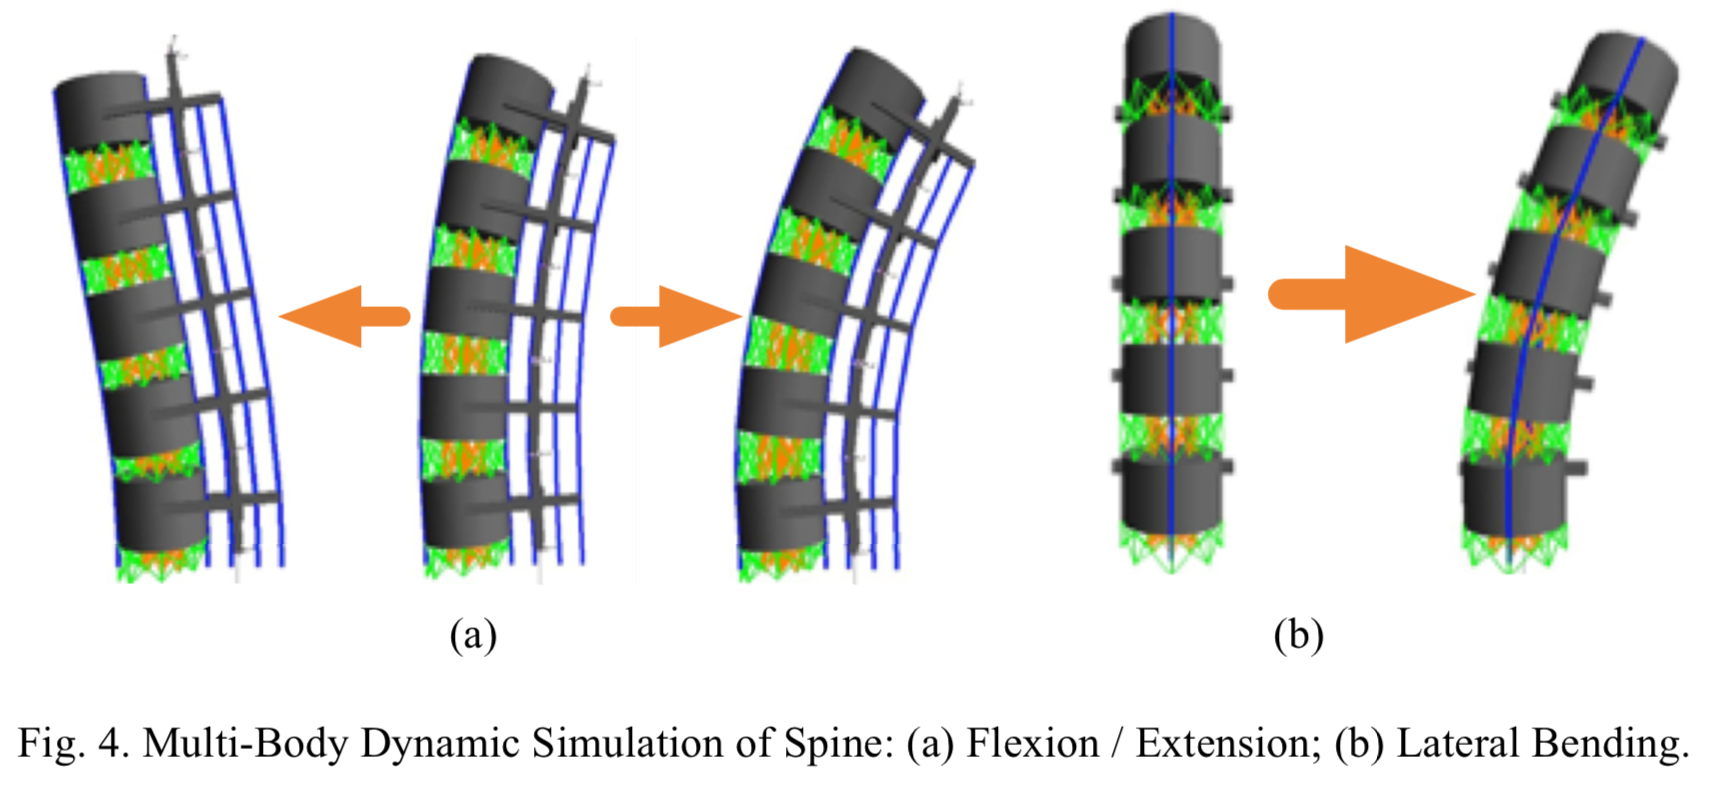 (a)
(b)
Fig. 4. Multi-Body Dynamic Simulation of Spine: (a) Flexion / Extension; (b) Lateral Bending.